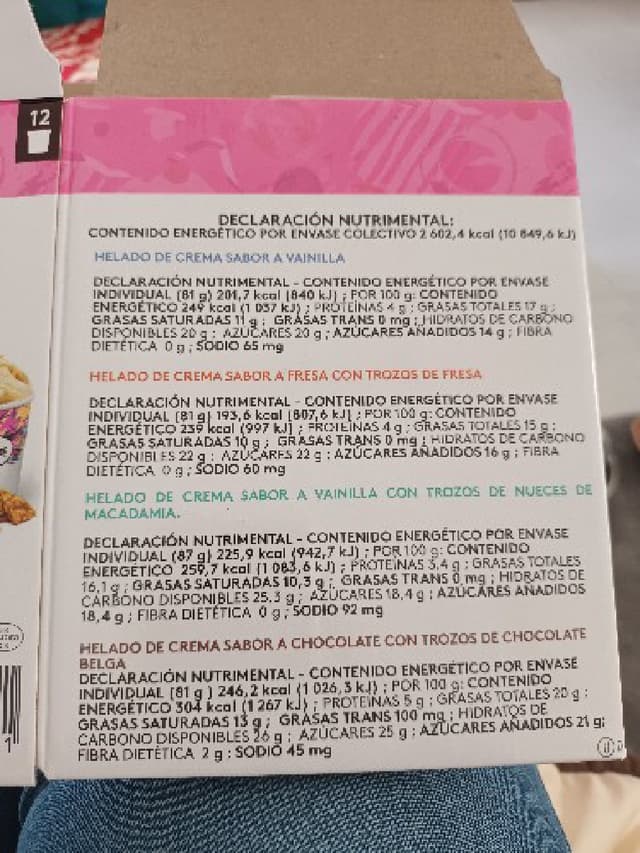 12
DECLARACIÓN NUTRIMENTAL:
CONTENIDO ENERGÉTICO POR ENVASE COLECTIVO 2 602,4 kcal (10 849,6 kJ)
HELADO DE CREMA SABOR A VAINILLA
DECLARACIÓN NUTRIMENTAL - CONTENIDO ENERGÉTICO POR ENVASE
INDIVIDUAL (81 g) 201,7 kcal (840 kJ) ; POR 100 g: CONTENIDO
ENERGÉTICO 249 kcal (1 037 kJ) ; PROTEÍNAS 4 g ; GRASAS TOTALES 17 g ;
GRASAS SATURADAS 11 g ; GRASAS TRANS 0 mg ; HIDRATOS DE CARBONO
DISPONIBLES 20 g ; AZÚCARES 20 g ; AZÚCARES AÑADIDOS 14 g ; FIBRA
DIETÉTICA 0 g ; SODIO 65 mg
HELADO DE CREMA SABOR A FRESA CON TROZOS DE FRESA
DECLARACIÓN NUTRIMENTAL - CONTENIDO ENERGÉTICO POR ENVASE
INDIVIDUAL (81 g) 193,6 kcal (807,6 kJ) ; POR 100 g: CONTENIDO
ENERGÉTICO 239 kcal (997 kJ) ; PROTEÍNAS 4 g ; GRASAS TOTALES 15 g ;
GRASAS SATURADAS 10 g ; GRASAS TRANS 0 mg ; HIDRATOS DE CARBONO
DISPONIBLES 22 g ; AZÚCARES 22 g ; AZÚCARES AÑADIDOS 16 g ; FIBRA
DIETÉTICA 0 g ; SODIO 60 mg
HELADO DE CREMA SABOR A VAINILLA CON TROZOS DE NUECES DE
MACADAMIA.
DECLARACIÓN NUTRIMENTAL - CONTENIDO ENERGÉTICO POR ENVASE
INDIVIDUAL (87 g) 225,9 kcal (942,7 kJ) ; POR 100 g: CONTENIDO
ENERGÉTICO 259,7 kcal (1 083,6 kJ) ; PROTEÍNAS 3,4 g ; GRASAS TOTALES
16,1 g ; GRASAS SATURADAS 10,3 g ; GRASAS TRANS 0 mg ; HIDRATOS DE
CARBONO DISPONIBLES 25,3 g ; AZÚCARES 18,4 g ; AZÚCARES AÑADIDOS
18,4 g ; FIBRA DIETÉTICA 0 g ; SODIO 92 mg
HELADO DE CREMA SABOR A CHOCOLATE CON TROZOS DE CHOCOLATE
BELGA
DECLARACIÓN NUTRIMENTAL - CONTENIDO ENERGÉTICO POR ENVASE
INDIVIDUAL (81 g ) 246,2 kcal (1 026,3 kJ) ; POR 100 g: CONTENIDO
ENERGÉTICO 304 kcal (1 267 kJ) ; PROTEÍNAS 5 g ; GRASAS TOTALES 20 g ;
GRASAS SATURADAS 13 g ; GRASAS TRANS 100 mg ; HIDRATOS DE
CARBONO DISPONIBLES 26 g ; AZÚCARES 25 g ; AZÚCARES AÑADIDOS 21 g;
FIBRA DIETÉTICA 2 g ; SODIO 45 mg
1